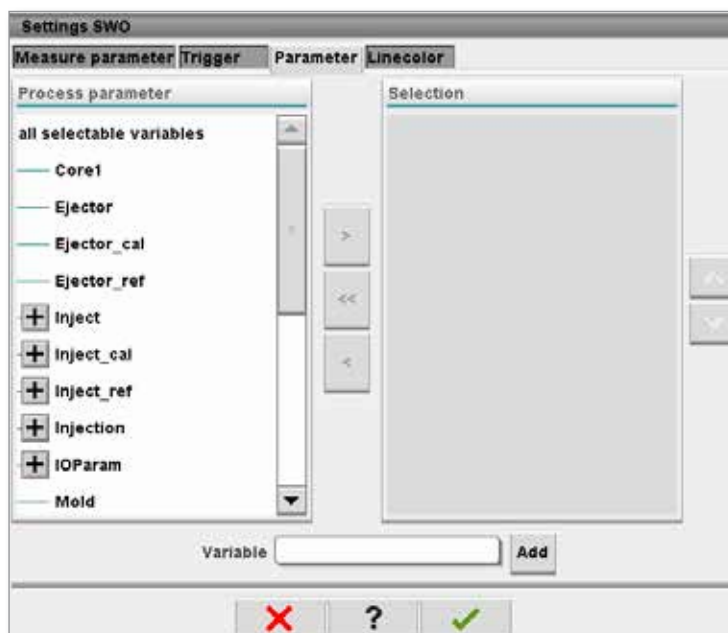 Settings SWO
Measure parameter Trigger Parameter Linecolor
Process parameter
Selection
all selectable variables
Core1
Ejector
Ejector_cal
Ejector_ref
Inject
Inject_cal
Inject_ref
Injection
IOParam
Mold
>
<<
<
Variable
Add
?